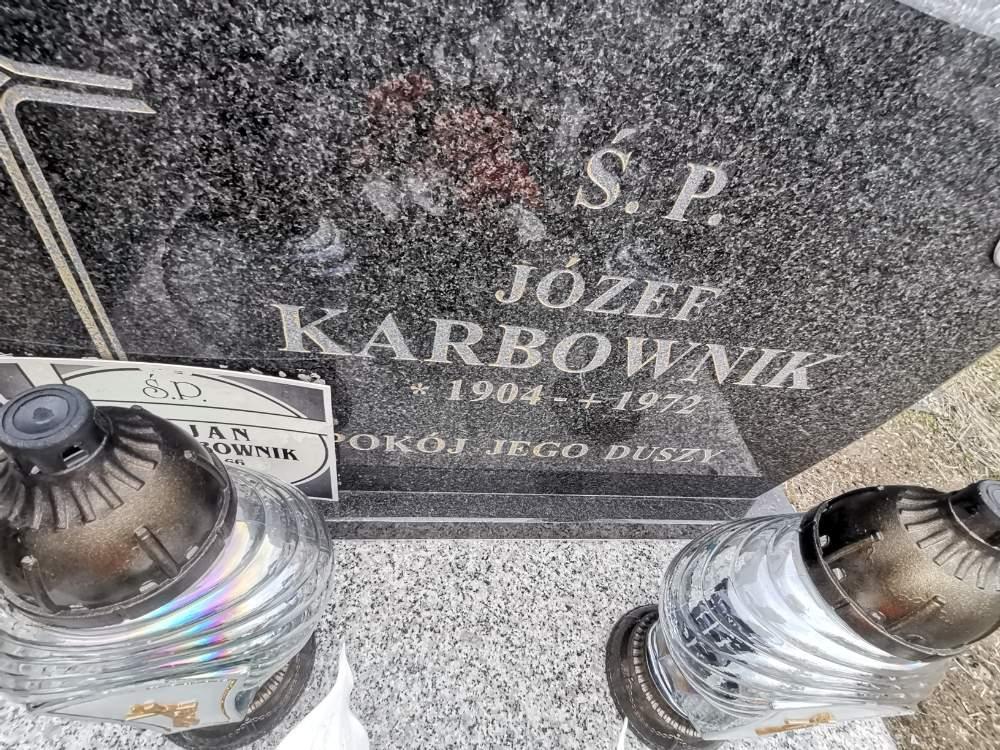 Ś. P.
JÓZEF
KARBOWNIK
* 1904 - + 1972
POKÓJ JEGO DUSZY
Ś.P.
JAN